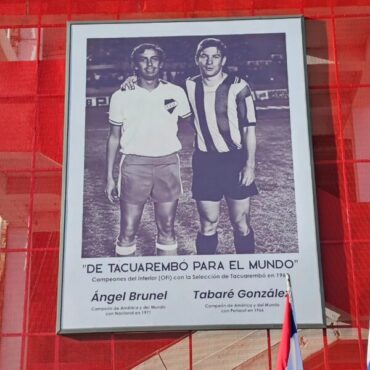 "DE TACUAREMBÓ PARA EL MUNDO"
Campeones del Interior (OFI) con la Selección de Tacuarembó en
Ángel Brunel Tabaré González
Campeón de América y del Mundo Campeón de América y del Mundo
con Nacional en 1971 con Peñarol en 1966